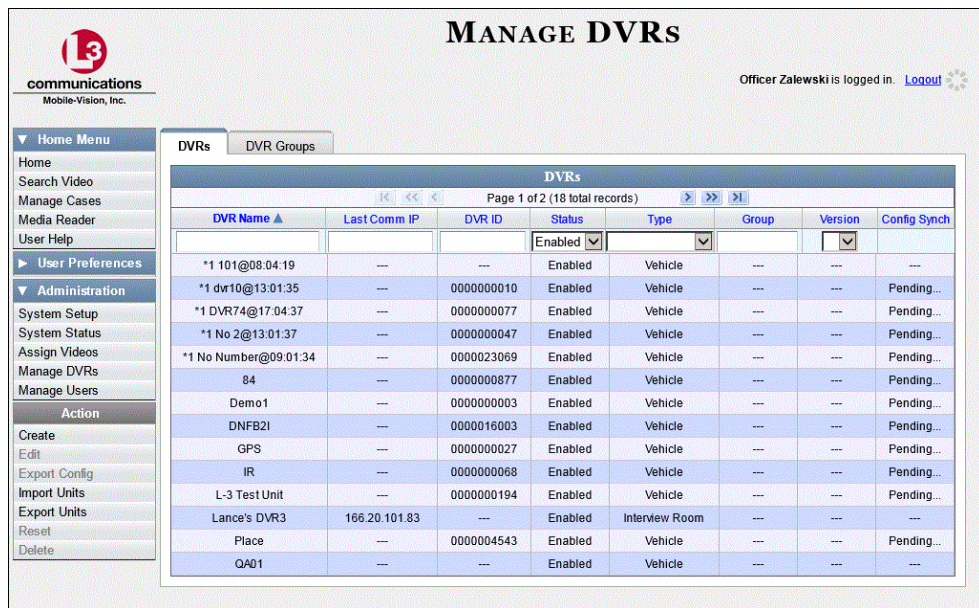 MANAGE DVRS
L3
communications
Mobile-Vision, Inc.
Officer Zalewski is logged in. Logout
▼ Home Menu
Home
Search Video
Manage Cases
Media Reader
User Help
▶ User Preferences
▼ Administration
System Setup
System Status
Assign Videos
Manage DVRs
Manage Users
Action
Create
Edit
Export Config
Import Units
Export Units
Reset
Delete
DVRs DVR Groups
DVRs
Page 1 of 2 (18 total records)
DVR Name ▲ Last Comm IP DVR ID Status Type Group Version Config Synch
Enabled
*1 101@08:04:19 --- --- Enabled Vehicle --- --- ---
*1 dvr10@13:01:35 --- 0000000010 Enabled Vehicle --- --- Pending...
*1 DVR74@17:04:37 --- 0000000077 Enabled Vehicle --- --- Pending...
*1 No 2@13:01:37 --- 0000000047 Enabled Vehicle --- --- Pending...
*1 No Number@09:01:34 --- 0000023069 Enabled Vehicle --- --- Pending...
84 --- 0000000877 Enabled Vehicle --- --- Pending...
Demo1 --- 0000000003 Enabled Vehicle --- --- Pending...
DNFB2I --- 0000016003 Enabled Vehicle --- --- Pending...
GPS --- 0000000027 Enabled Vehicle --- --- Pending...
IR --- 0000000068 Enabled Vehicle --- --- Pending...
L-3 Test Unit --- 0000000194 Enabled Vehicle --- --- Pending...
Lance's DVR3 166.20.101.83 --- Enabled Interview Room --- --- ---
Place --- 0000004543 Enabled Vehicle --- --- Pending...
QA01 --- --- Enabled Vehicle --- --- ---